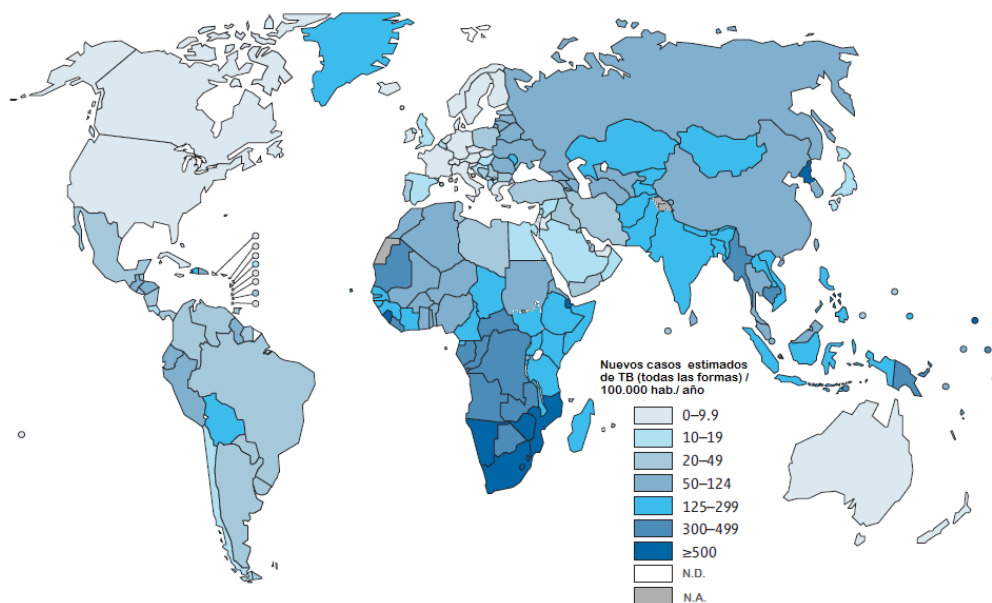 Nuevos casos estimados
de TB (todas las formas) /
100.000 hab./ año
0–9.9
10–19
20–49
50–124
125–299
300–499
≥500
N.D.
N.A.